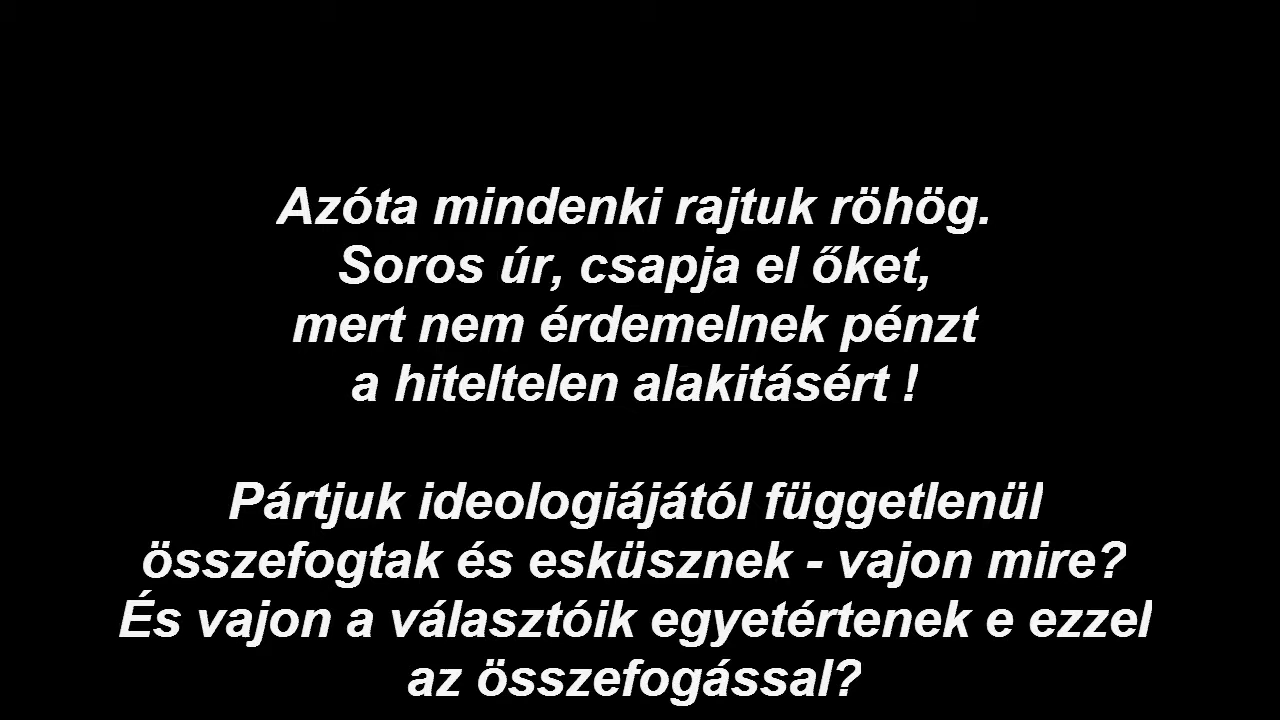 Azóta mindenki rajtuk röhög.
Soros úr, csapja el őket,
mert nem érdemelnek pénzt
a hiteltelen alakitásért !
Pártjuk ideologiájától függetlenül
összefogtak és esküsznek - vajon mire?
És vajon a választóik egyetértenek e ezzel
az összefogással?